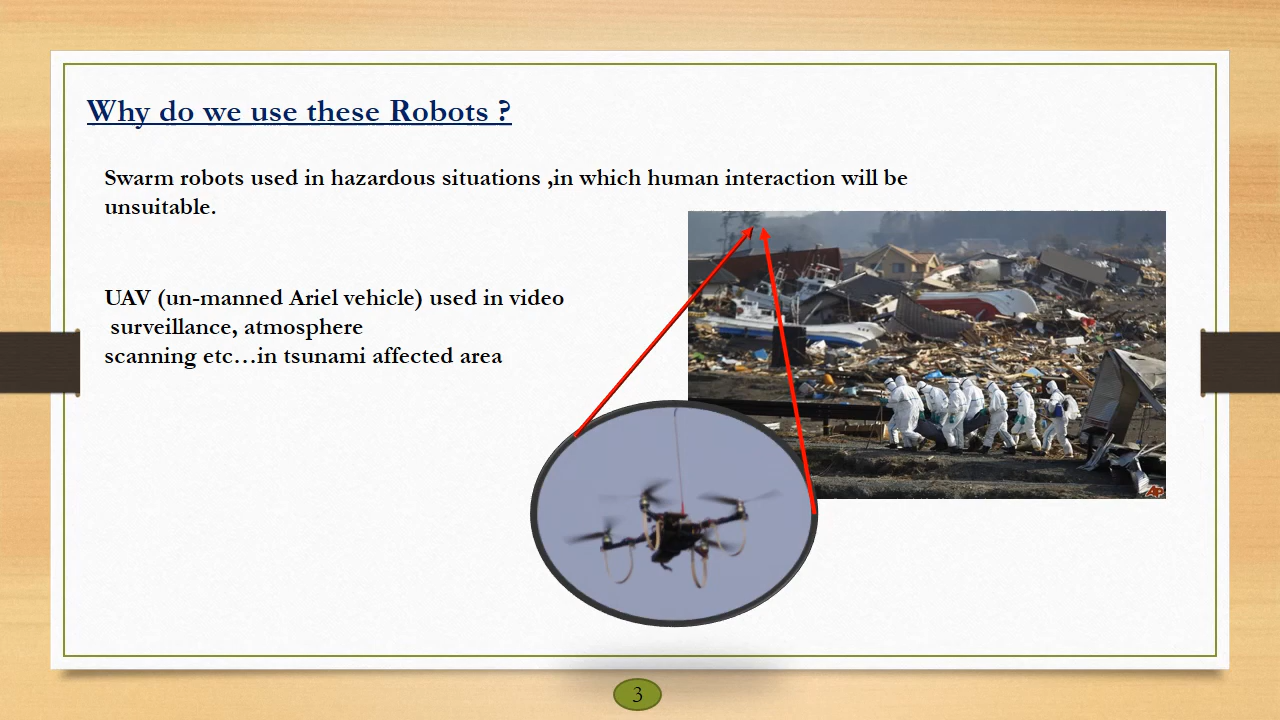 Why do we use these Robots ?
Swarm robots used in hazardous situations ,in which human interaction will be
unsuitable.
UAV (un-manned Ariel vehicle) used in video
surveillance, atmosphere
scanning etc…in tsunami affected area
AP
3